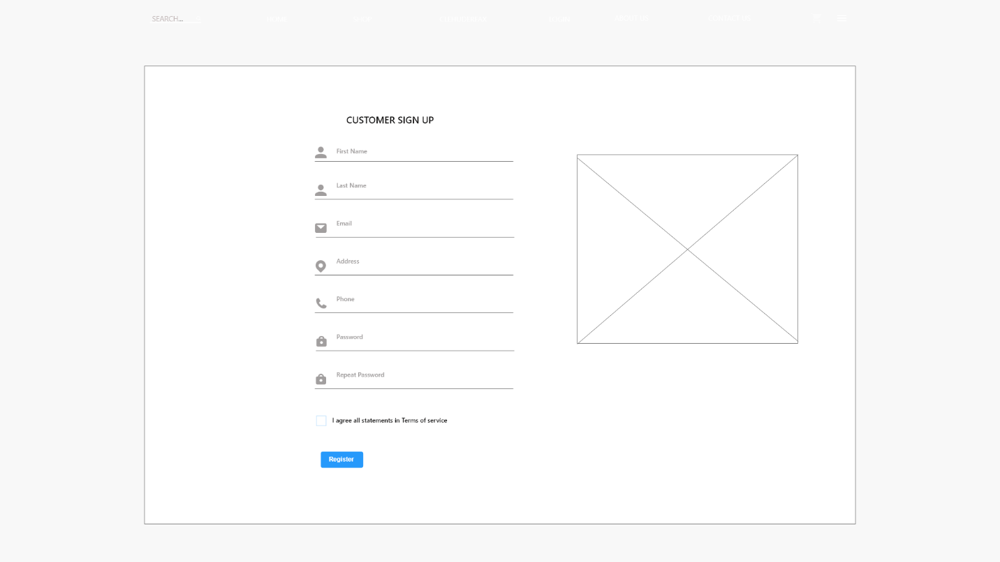 SEARCH...
HOME
SHOP
LOGIN
ABOUT US
CONTACT US
CUSTOMER SIGN UP
First Name
Last Name
Email
Address
Phone
Password
Repeat Password
I agree all statements in Terms of service
Register